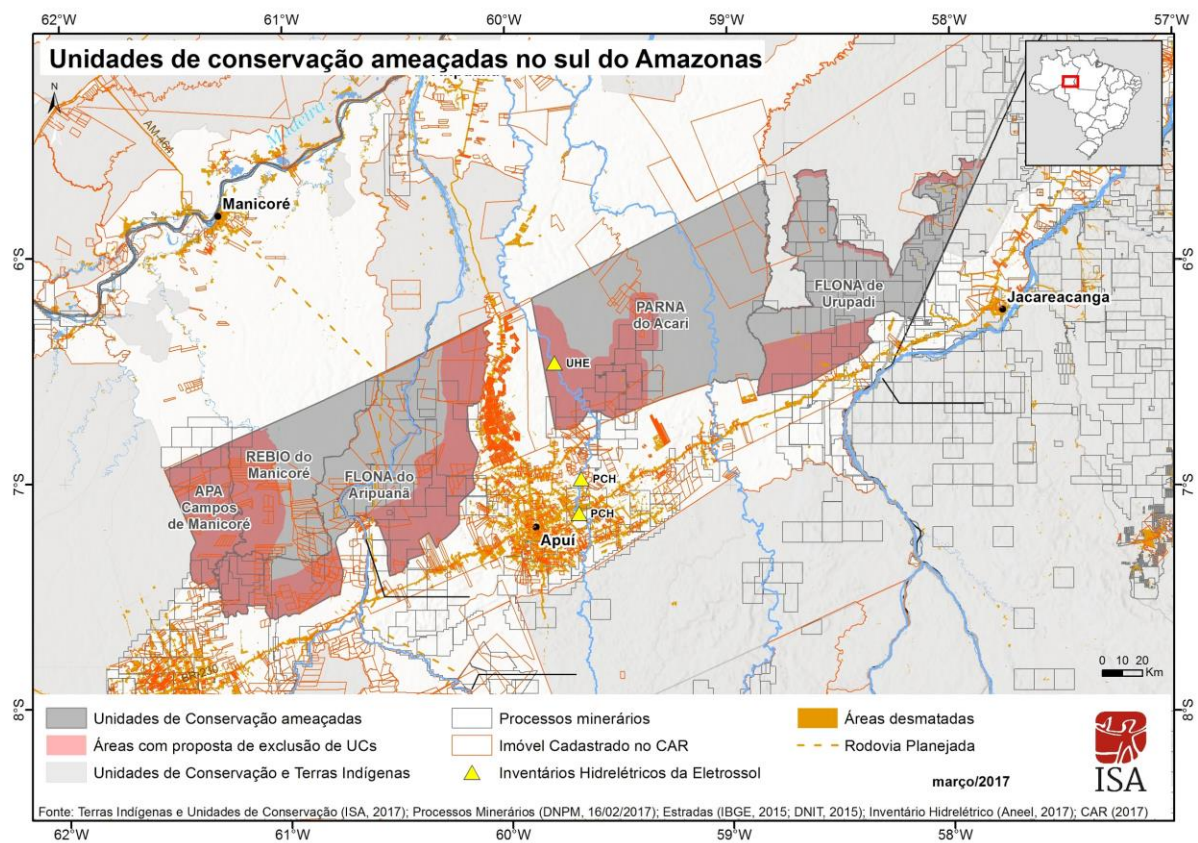 62°W 61°W 60°W 59°W 58°W 57°W
Unidades de conservação ameaçadas no sul do Amazonas
N
AM-464
Madeira
Manicoré
6°S
6°S
FLONA de
Urupadi
Jacareacanga
PARNA
do Acari
UHE
REBIO do
Manicoré
APA
Campos
de Manicoré
FLONA do
Aripuanã
7°S
7°S
PCH
PCH
Apuí
BR-230
0 10 20
Km
8°S
8°S
Unidades de Conservação ameaçadas
Processos minerários
Áreas desmatadas
Áreas com proposta de exclusão de UCs
Imóvel Cadastrado no CAR
Rodovia Planejada
Unidades de Conservação e Terras Indígenas
Inventários Hidrelétricos da Eletrossol
março/2017
ISA
Fonte: Terras Indígenas e Unidades de Conservação (ISA, 2017); Processos Minerários (DNPM, 16/02/2017); Estradas (IBGE, 2015; DNIT, 2015); Inventário Hidrelétrico (Aneel, 2017); CAR (2017)
62°W 61°W 60°W 59°W 58°W